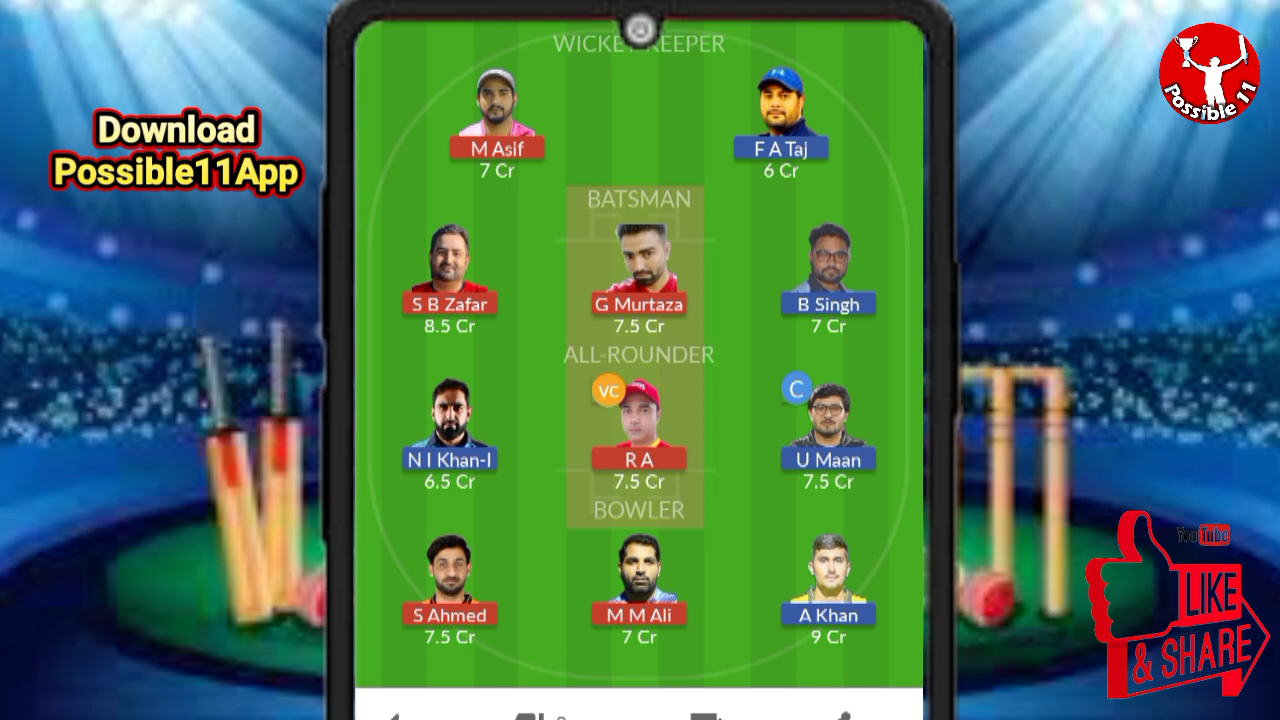 WICKET KEEPER
Download
Possible11App
Possible 11
M Asif
7 Cr
F A Taj
6 Cr
BATSMAN
S B Zafar
8.5 Cr
G Murtaza
7.5 Cr
B Singh
7 Cr
ALL-ROUNDER
VC
C
N I Khan-I
6.5 Cr
R A
7.5 Cr
U Maan
7.5 Cr
BOWLER
S Ahmed
7.5 Cr
M M Ali
7 Cr
A Khan
9 Cr
YouTube
LIKE
& SHARE